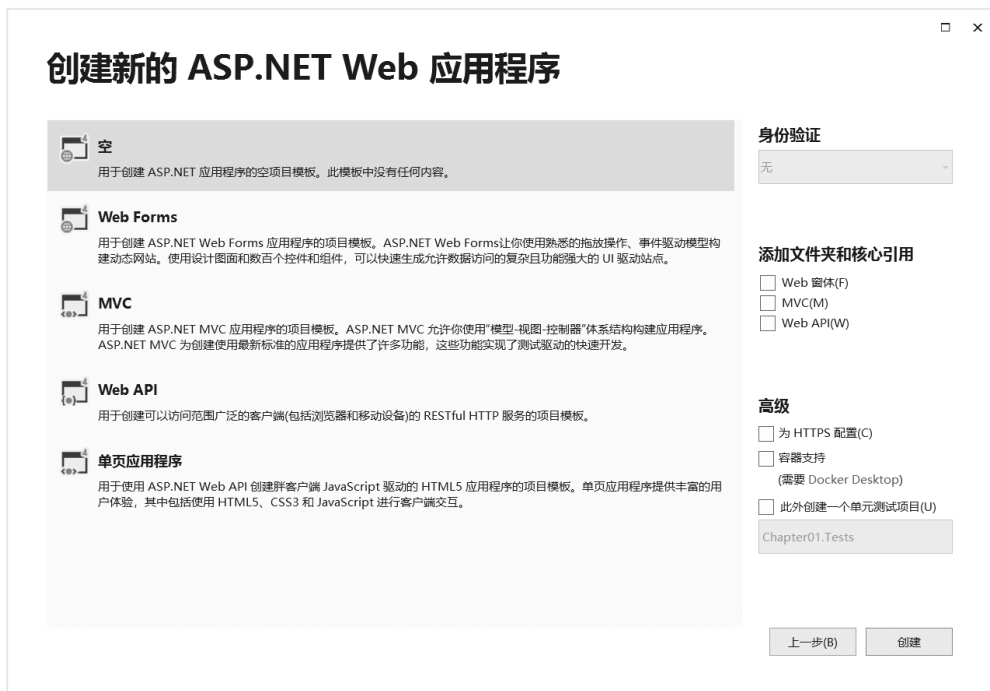 创建新的 ASP.NET Web 应用程序
空
用于创建 ASP.NET 应用程序的空项目模板。此模板中没有任何内容。
Web Forms
用于创建 ASP.NET Web Forms 应用程序的项目模板。ASP.NET Web Forms让你使用熟悉的拖放操作、事件驱动模型构
建动态网站。使用设计图面和数百个控件和组件，可以快速生成允许数据访问的复杂且功能强大的 UI 驱动站点。
MVC
用于创建 ASP.NET MVC 应用程序的项目模板。ASP.NET MVC 允许你使用“模型-视图-控制器”体系结构构建应用程序。
ASP.NET MVC 为创建使用最新标准的应用程序提供了许多功能，这些功能实现了测试驱动的快速开发。
Web API
用于创建可以访问范围广泛的客户端(包括浏览器和移动设备)的 RESTful HTTP 服务的项目模板。
单页应用程序
用于使用 ASP.NET Web API 创建胖客户端 JavaScript 驱动的 HTML5 应用程序的项目模板。单页应用程序提供丰富的用
户体验，其中包括使用 HTML5、CSS3 和 JavaScript 进行客户端交互。
身份验证
无
添加文件夹和核心引用
Web 窗体(F)
MVC(M)
Web API(W)
高级
为 HTTPS 配置(C)
容器支持
(需要 Docker Desktop)
此外创建一个单元测试项目(U)
Chapter01.Tests
上一步(B)
创建